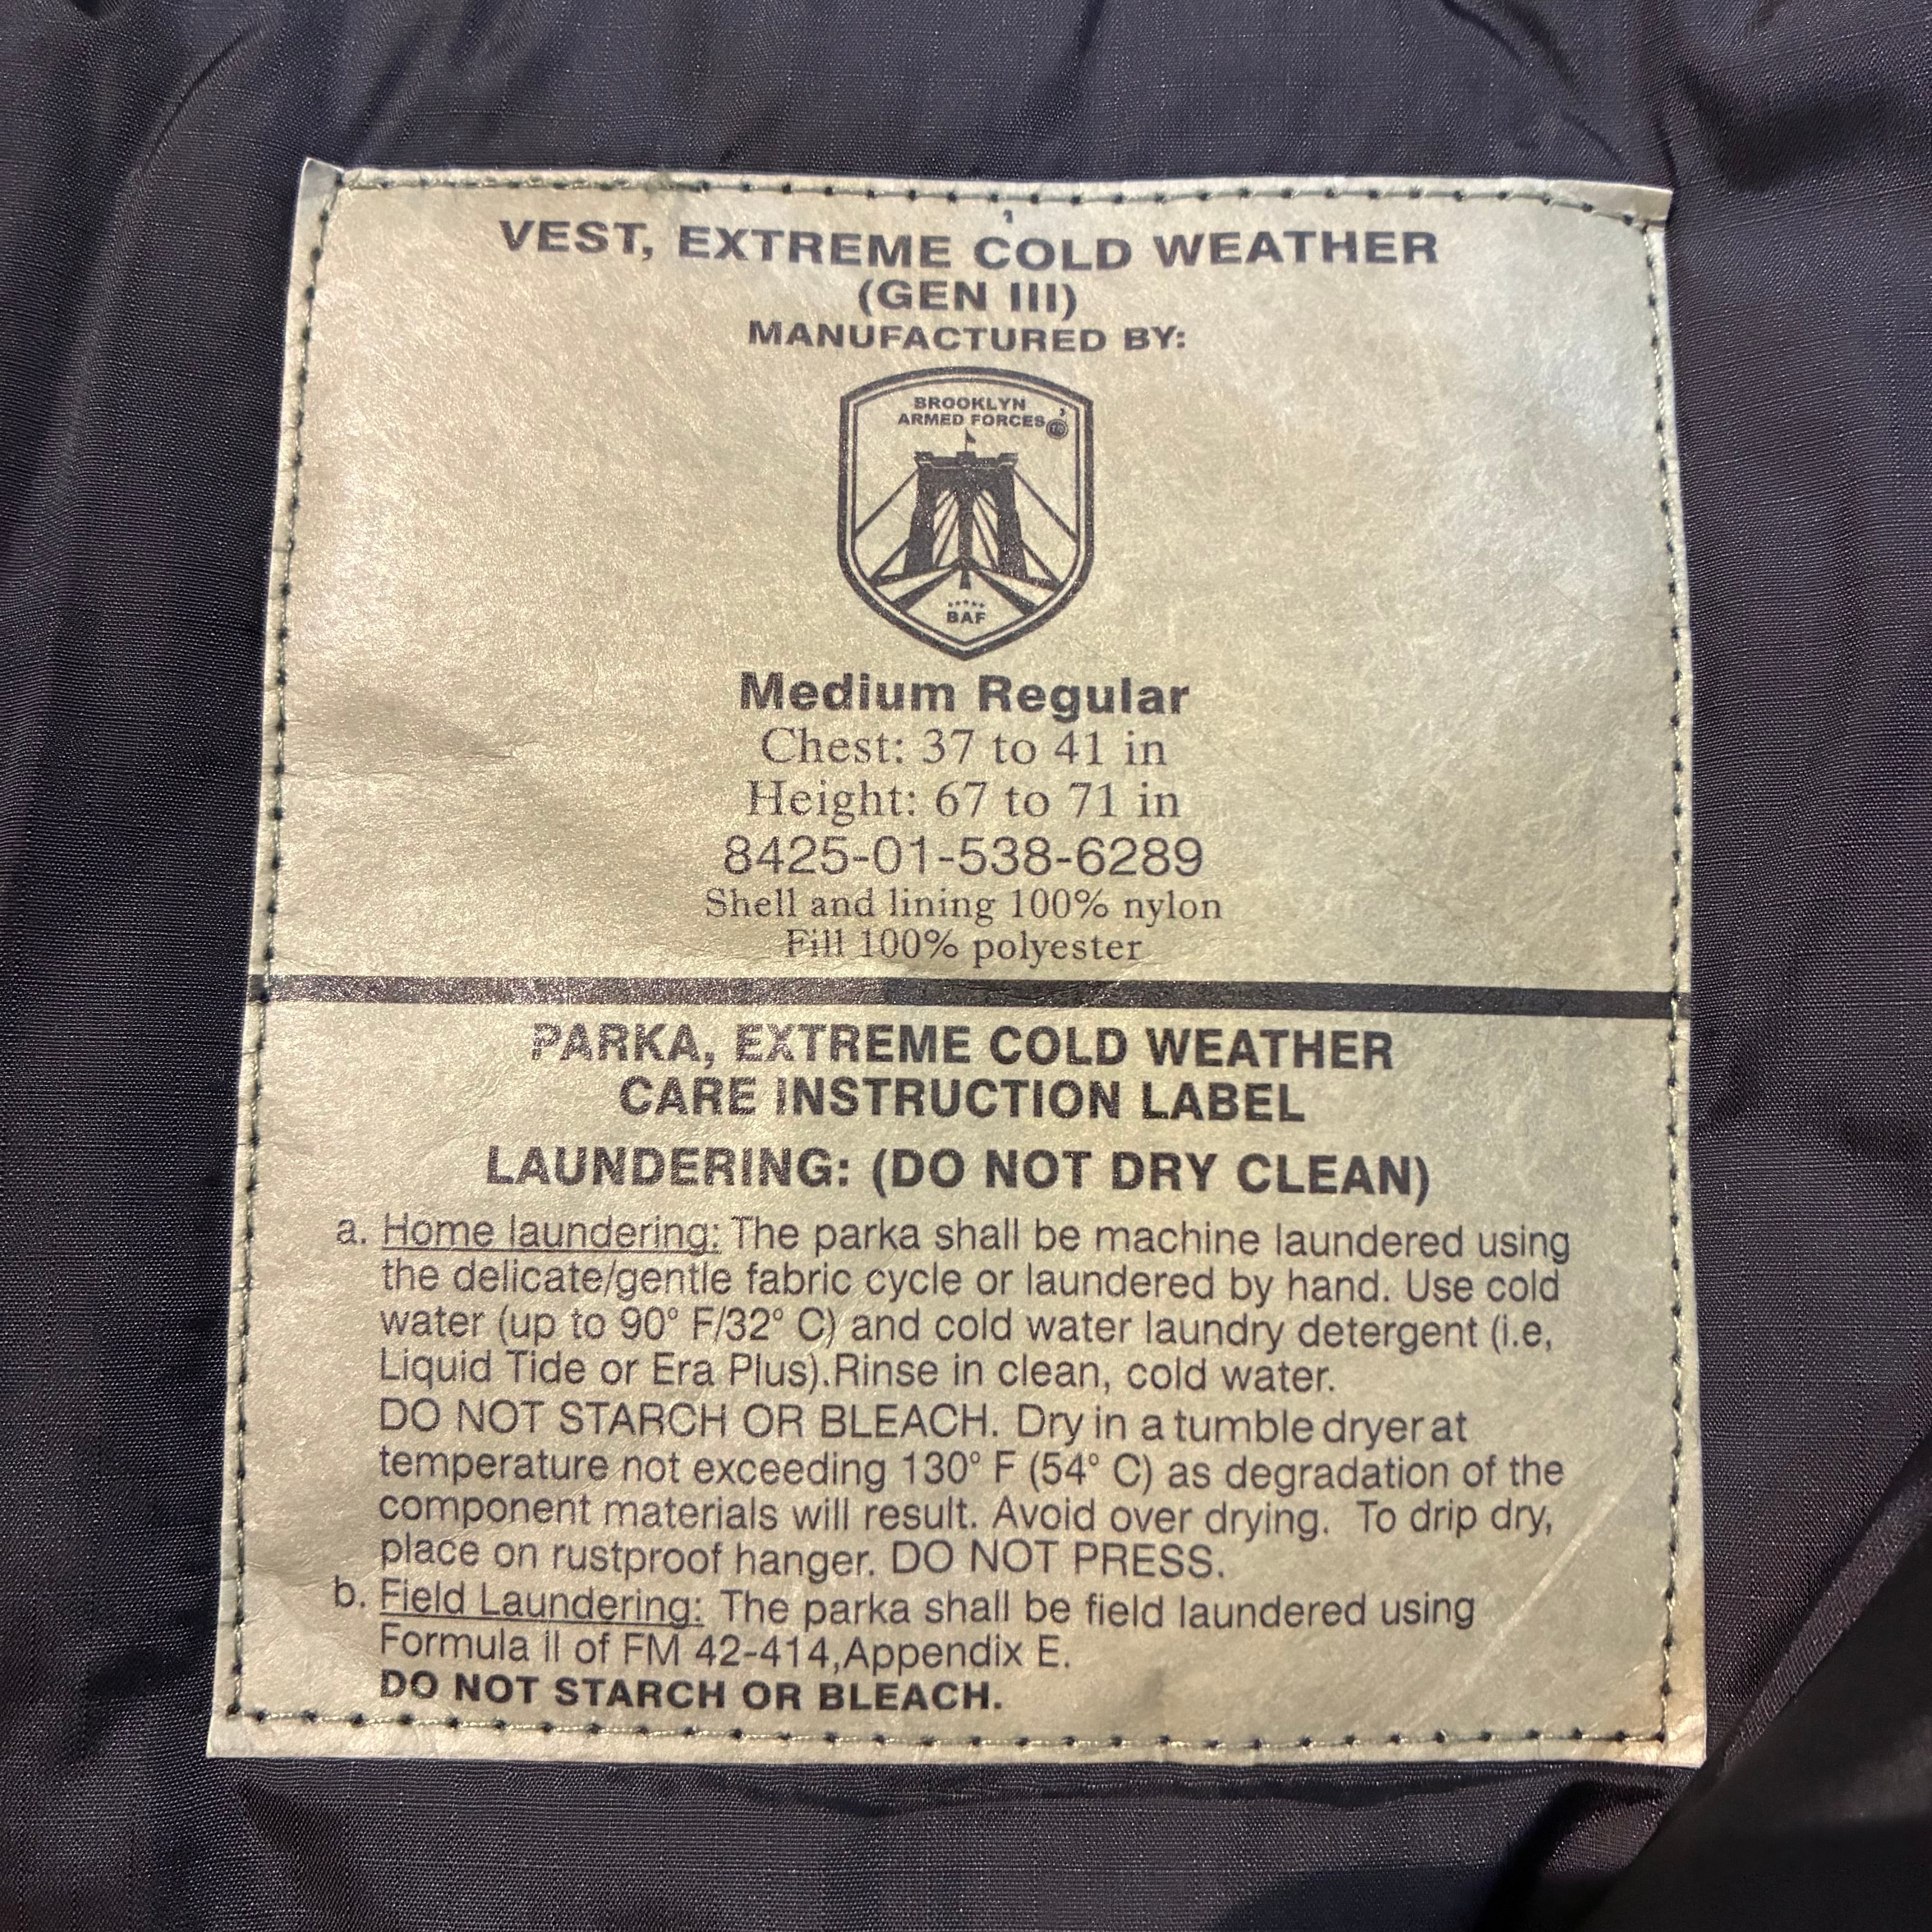 VEST, EXTREME COLD WEATHER
(GEN III)
MANUFACTURED BY:
BROOKLYN
ARMED FORCES
BAF
Medium Regular
Chest: 37 to 41 in
Height: 67 to 71 in
8425-01-538-6289
Shell and lining 100% nylon
Fill 100% polyester
PARKA, EXTREME COLD WEATHER
CARE INSTRUCTION LABEL
LAUNDERING: (DO NOT DRY CLEAN)
a. Home laundering: The parka shall be machine laundered using
the delicate/gentle fabric cycle or laundered by hand. Use cold
water (up to 90° F/32° C) and cold water laundry detergent (i.e,
Liquid Tide or Era Plus).Rinse in clean, cold water.
DO NOT STARCH OR BLEACH. Dry in a tumble dryer at
temperature not exceeding 130° F (54° C) as degradation of the
component materials will result. Avoid over drying. To drip dry,
place on rustproof hanger. DO NOT PRESS.
b. Field Laundering: The parka shall be field laundered using
Formula II of FM 42-414,Appendix E.
DO NOT STARCH OR BLEACH.